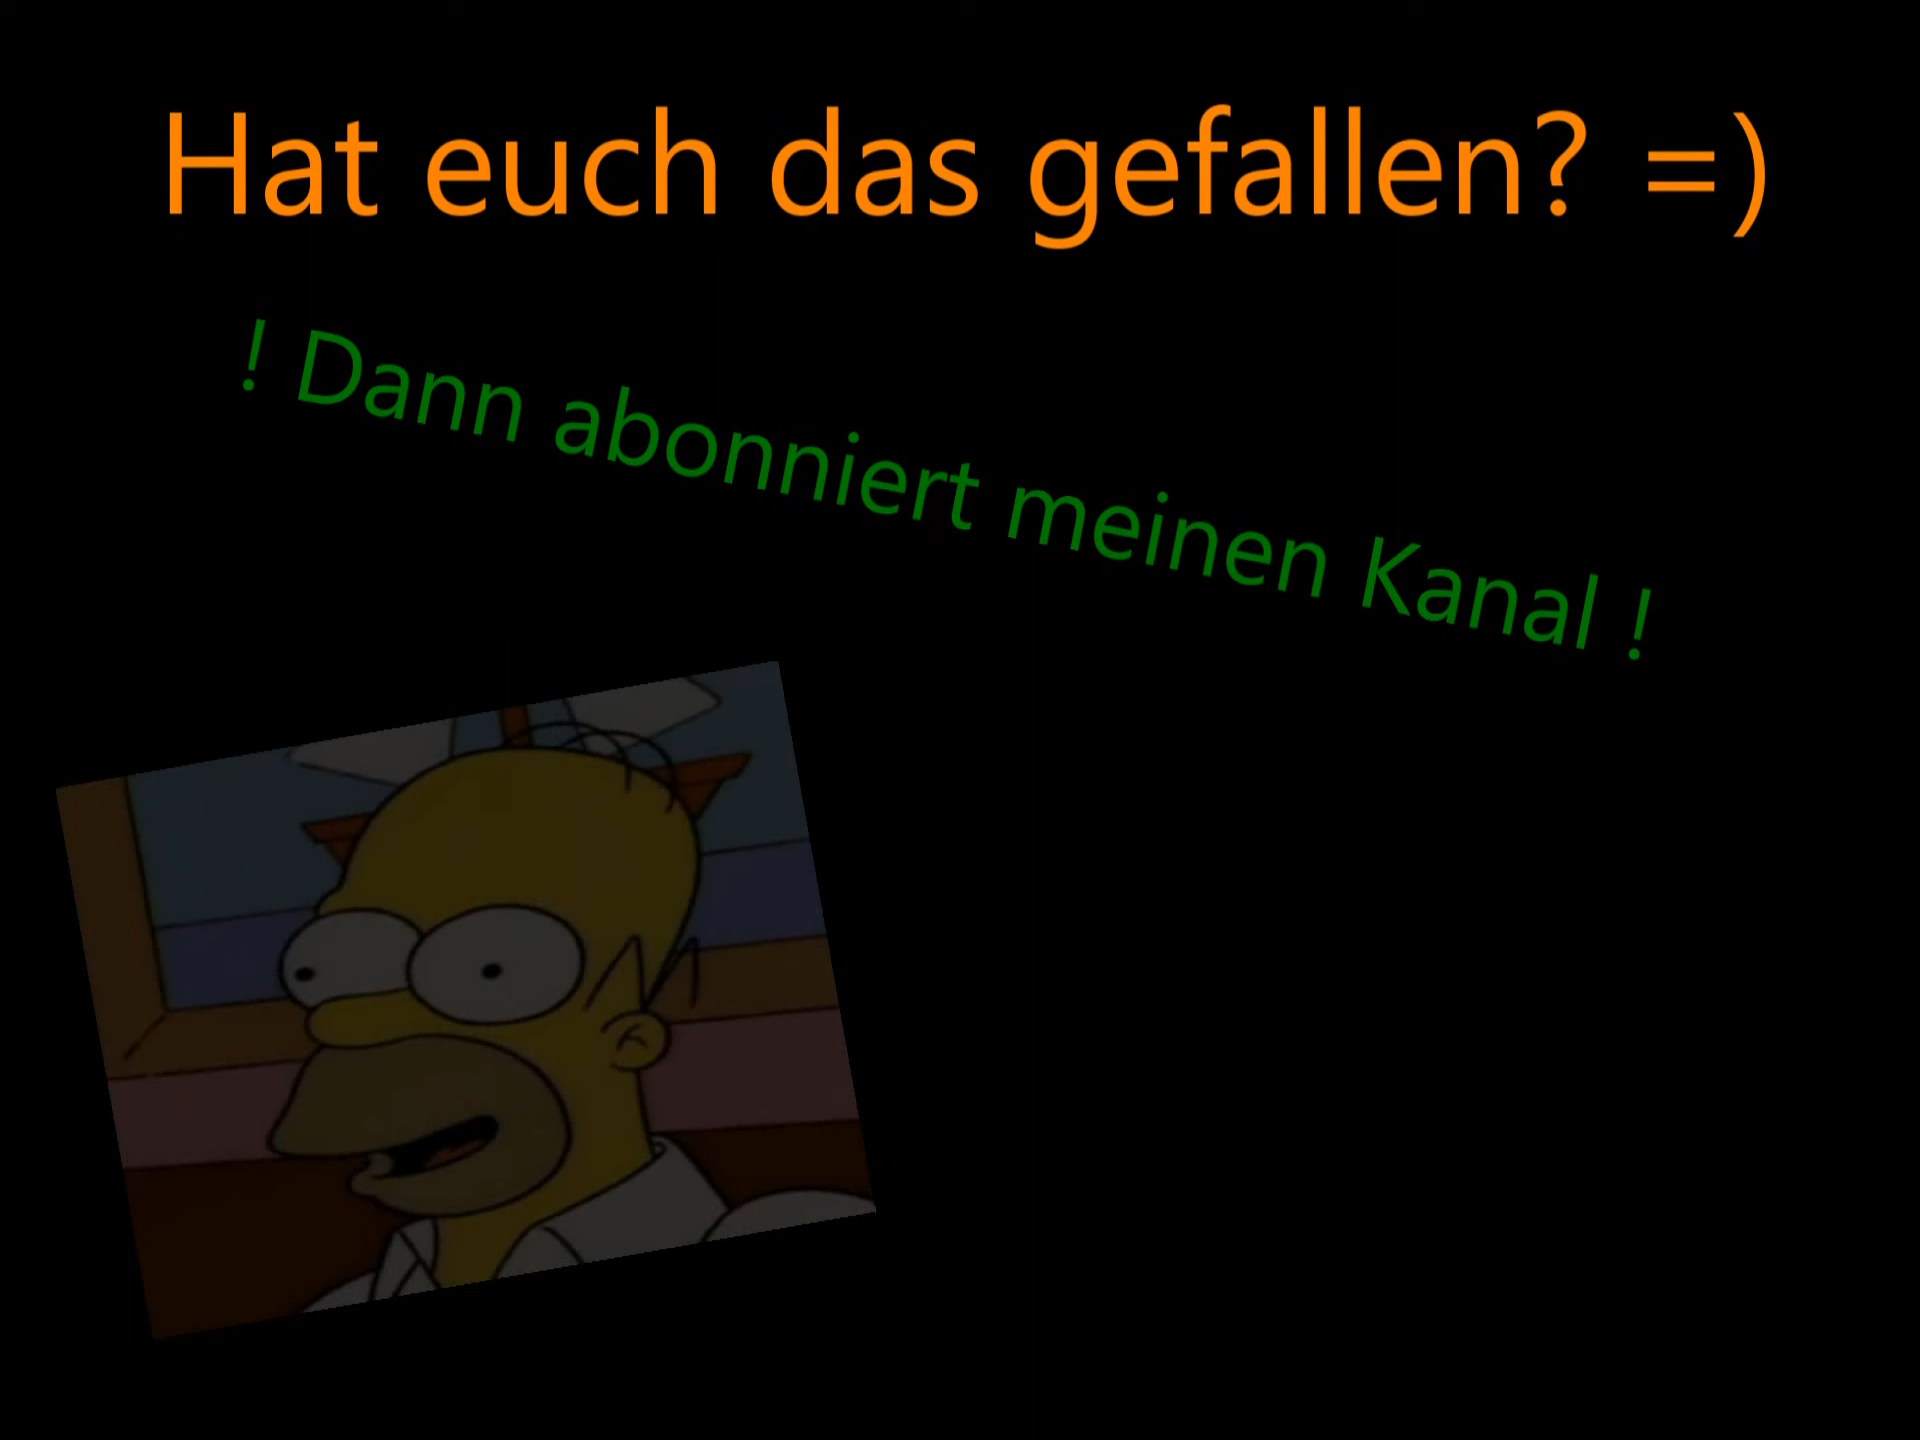 Hat euch das gefallen? =)
! Dann abonniert meinen Kanal !